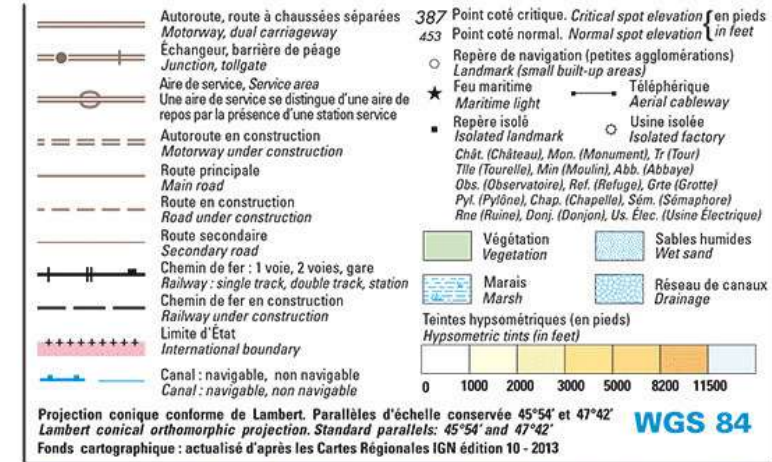 Autoroute, route à chaussées séparées
Motorway, dual carriageway
Échangeur, barrière de péage
Junction, tollgate
Aire de service, Service area
Une aire de service se distingue d'une aire de
repos par la présence d'une station service
Autoroute en construction
Motorway under construction
Route principale
Main road
Route en construction
Road under construction
Route secondaire
Secondary road
Chemin de fer : 1 voie, 2 voies, gare
Railway : single track, double track, station
Chemin de fer en construction
Railway under construction
Limite d'État
International boundary
Canal : navigable, non navigable
Canal : navigable, non navigable
387 Point coté critique. Critical spot elevation { en pieds
453 Point coté normal. Normal spot elevation in feet
Repère de navigation (petites agglomérations)
Landmark (small built-up areas)
Feu maritime
Maritime light
Téléphérique
Aerial cableway
Repère isolé
Isolated landmark
Usine isolée
Isolated factory
Chât. (Château), Mon. (Monument), Tr (Tour)
Tlle (Tourelle), Min (Moulin), Abb. (Abbaye)
Obs. (Observatoire), Ref. (Refuge), Grte (Grotte)
Pyl. (Pylône), Chap. (Chapelle), Sém. (Sémaphore)
Rne (Ruine), Donj. (Donjon), Us. Élec. (Usine Électrique)
Végétation
Vegetation
Sables humides
Wet sand
Marais
Marsh
Réseau de canaux
Drainage
Teintes hypsométriques (en pieds)
Hypsometric tints (in feet)
0 1000 2000 3000 5000 8200 11500
Projection conique conforme de Lambert. Parallèles d'échelle conservée 45°54' et 47°42'
Lambert conical orthomorphic projection. Standard parallels: 45°54' and 47°42'
Fonds cartographique : actualisé d'après les Cartes Régionales IGN édition 10 - 2013
WGS 84